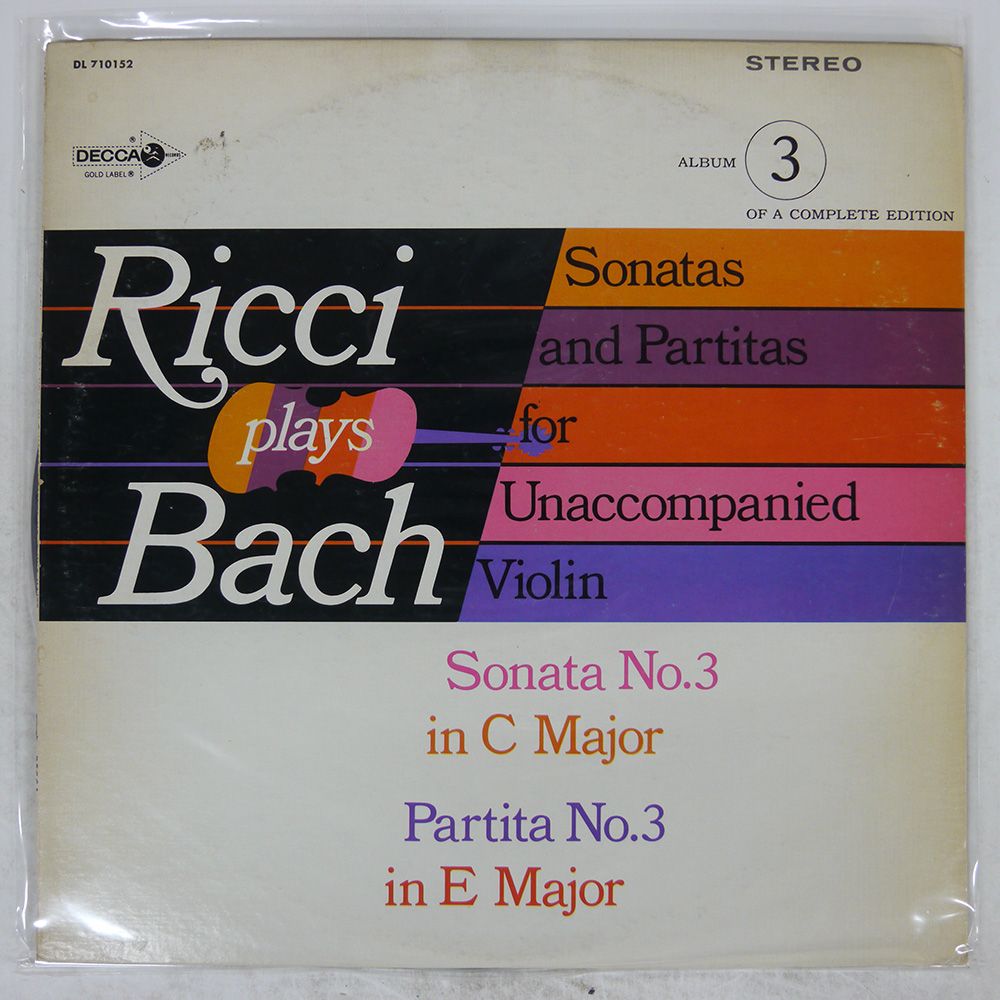 DL 710152
STEREO
DECCA ® RECORDS
GOLD LABEL ®
ALBUM 3
OF A COMPLETE EDITION
Ricci
plays
Bach
Sonatas
and Partitas
for
Unaccompanied
Violin
Sonata No.3
in C Major
Partita No.3
in E Major